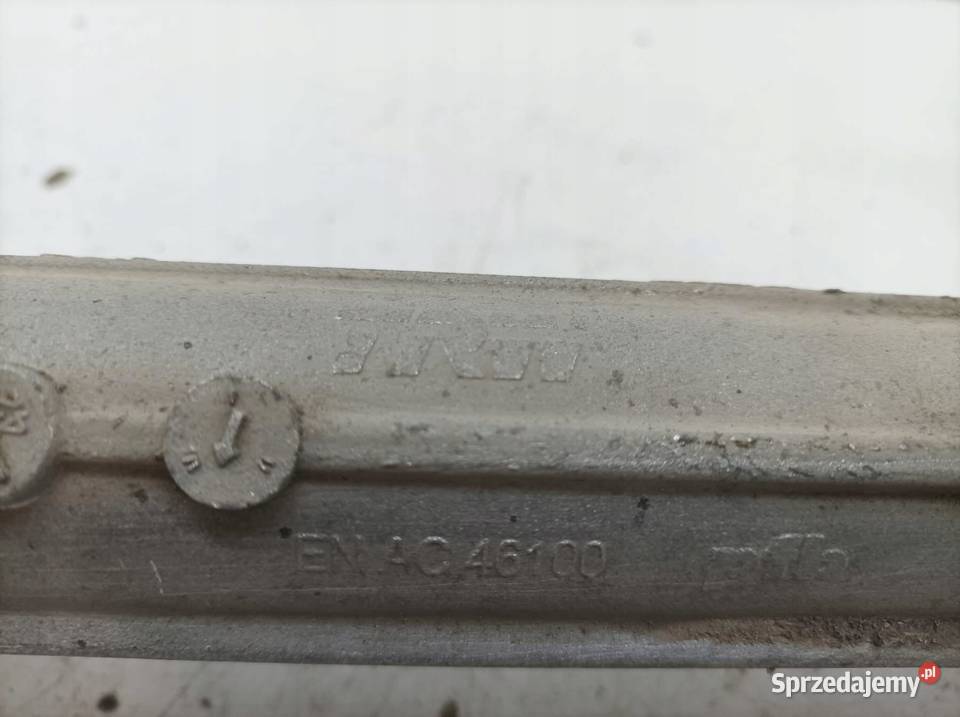 TRW
EN AC 46100
Sprzedajemy.pl